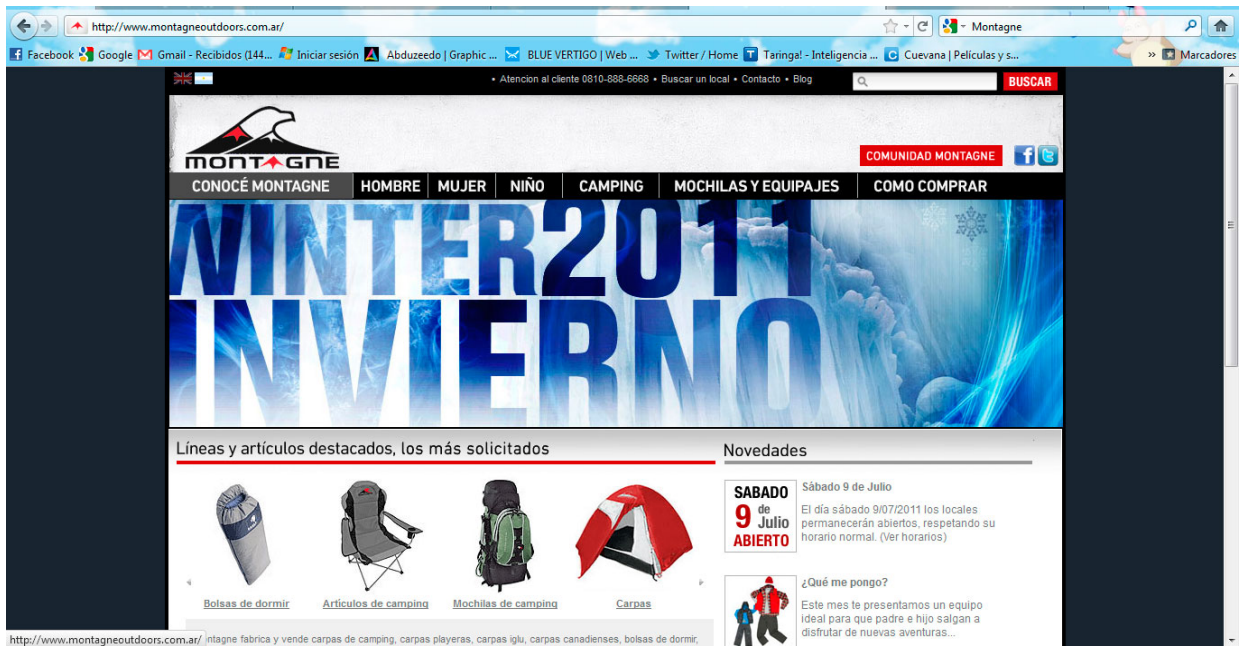 http://www.montagneoutdoors.com.ar/
Montagne
Facebook Google Gmail - Recibidos (144... Iniciar sesión Abduzeedo | Graphic ... BLUE VERTIGO | Web ... Twitter / Home Taringa! - Inteligencia ... Cuevana | Películas y s... » Marcadores
• Atencion al cliente 0810-888-6668 • Buscar un local • Contacto • Blog
BUSCAR
MONTAGNE
COMUNIDAD MONTAGNE
CONOCÉ MONTAGNE HOMBRE MUJER NIÑO CAMPING MOCHILAS Y EQUIPAJES COMO COMPRAR
WINTER2011
INVIERNO
Líneas y artículos destacados, los más solicitados
Bolsas de dormir Articulos de camping Mochilas de camping Carpas
Novedades
SABADO
9 de Julio
ABIERTO
Sábado 9 de Julio
El día sábado 9/07/2011 los locales
permanecerán abiertos, respetando su
horario normal. (Ver horarios)
¿Qué me pongo?
Este mes te presentamos un equipo
ideal para que padre e hijo salgan a
disfrutar de nuevas aventuras...
http://www.montagneoutdoors.com.ar/
ntagne fabrica y vende carpas de camping, carpas playeras, carpas iglu, carpas canadienses, bolsas de dormir,